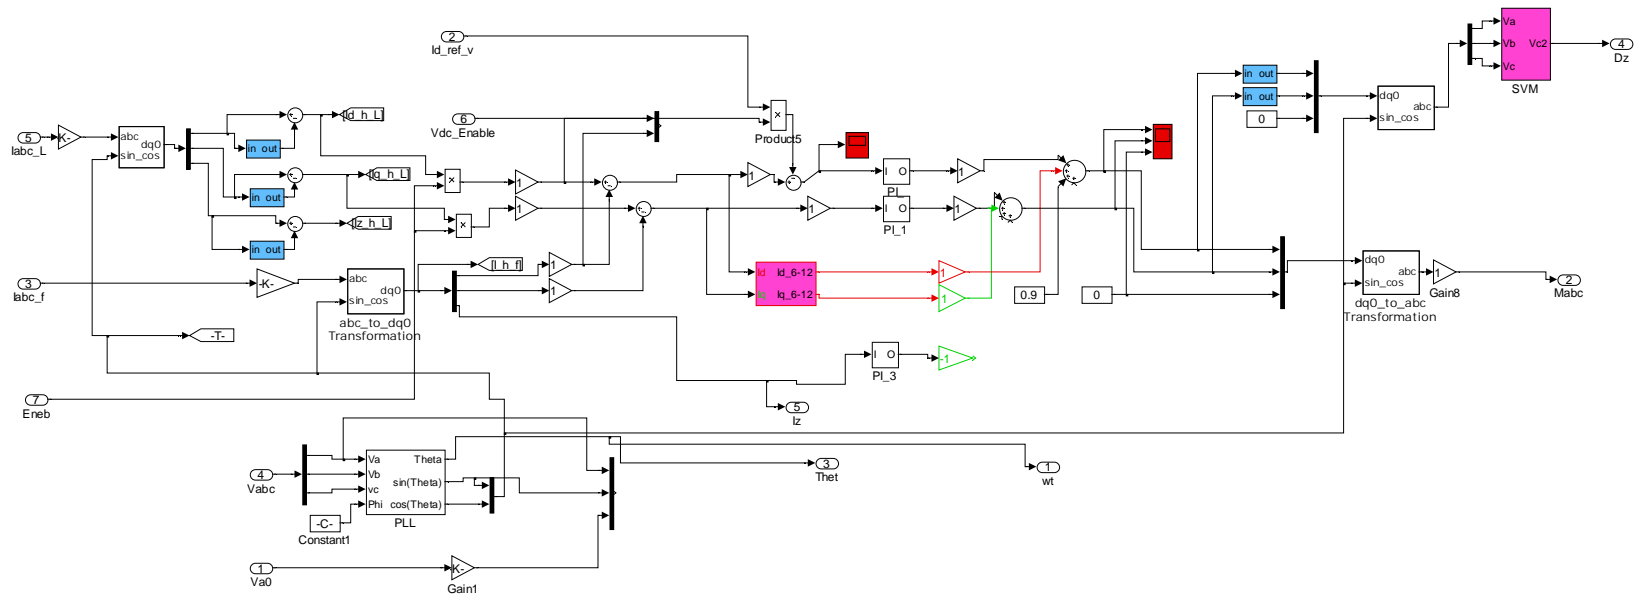 2
Id_ref_v
6
Vdc_Enable
Product5
5
Iabc_L
K-
abc
dq0
sin_cos
in out
[d_h_L]
in out
[q_h_L]
in out
[z_h_L]
×
×
×
1
1
1
1
PI
I O
PI_1
I O
1
1
in out
in out
0
dq0
abc
sin_cos
Va
Vb
Vc
Vc2
SVM
4
Dz
3
Iabc_f
-K-
abc
dq0
sin_cos
abc_to_dq0
Transformation
[I_h_f]
1
1
Id
Iq
Id_6-12
Iq_6-12
1
1
0.9
0
dq0
abc
sin_cos
dq0_to_abc
Transformation
1
Gain8
2
Mabc
-T-
I O
PI_3
-1
7
Eneb
5
Iz
4
Vabc
Va
Vb
vc
Phi
Theta
sin(Theta)
cos(Theta)
PLL
-C-
Constant1
3
Thet
1
wt
1
Va0
K-
Gain1